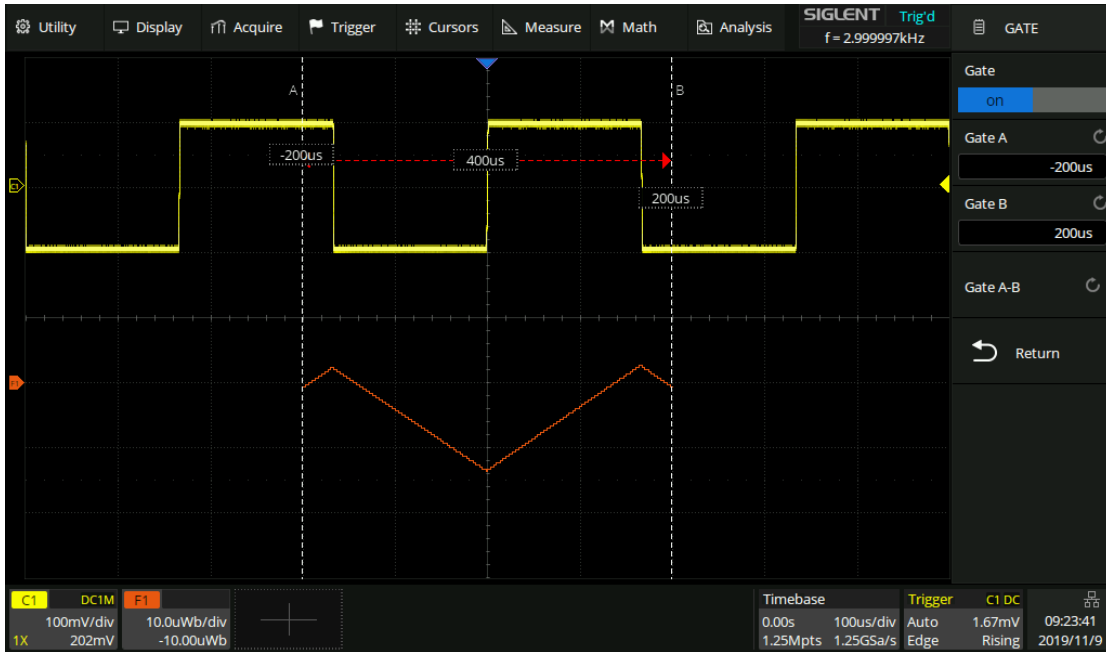 Utility Display Acquire Trigger Cursors Measure Math Analysis SIGLENT Trig'd GATE
f = 2.999997kHz
Gate
on
A B
Gate A
-200us
-200us 400us
C1
200us
Gate B
200us
Gate A-B
Return
F1
C1 DC1M F1 Timebase Trigger C1 DC
100mV/div 10.0uWb/div 0.00s 100us/div Auto 1.67mV 09:23:41
1X 202mV -10.00uWb 1.25Mpts 1.25GSa/s Edge Rising 2019/11/9